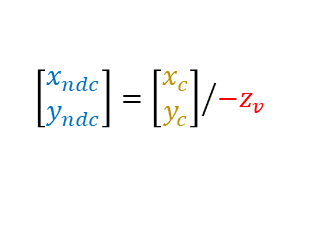 [x_ndc y_ndc] = [x_c y_c] / -z_v